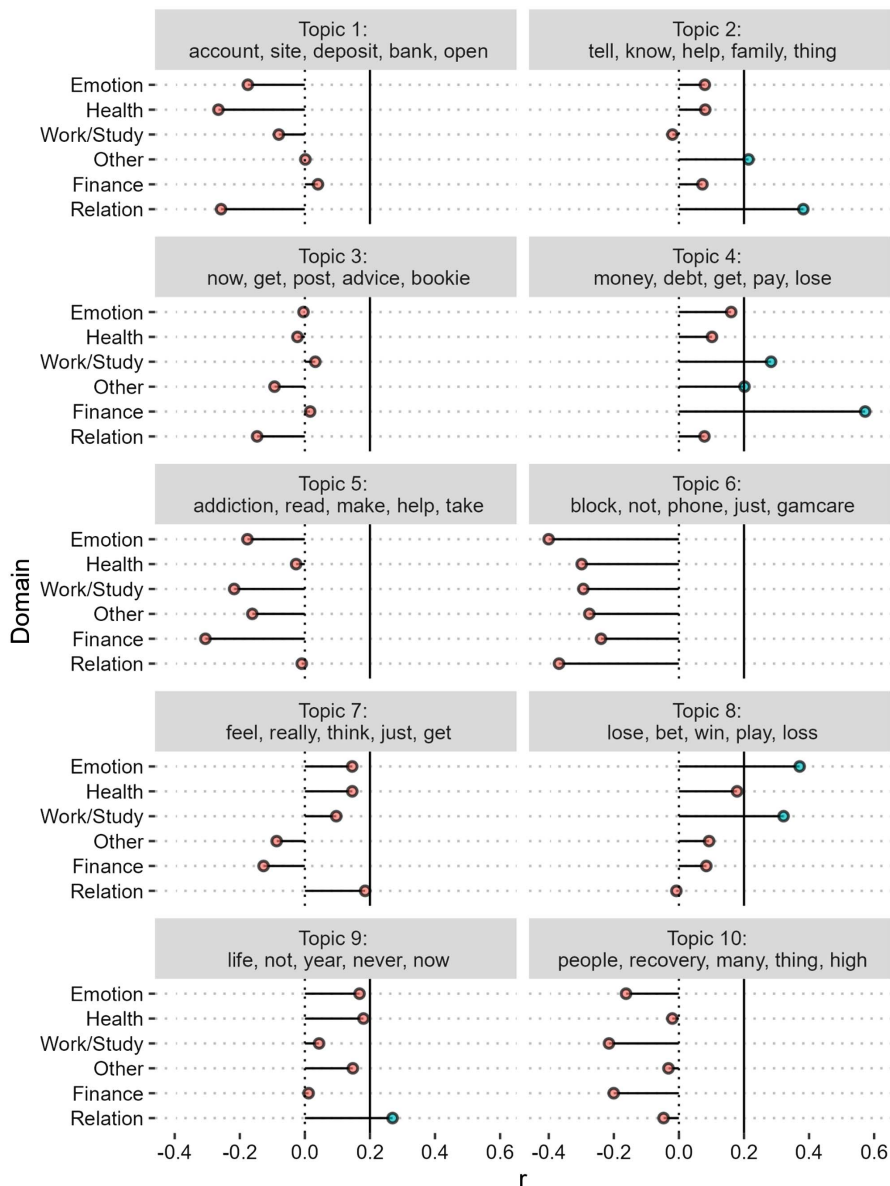 Topic 1:
account, site, deposit, bank, open
Topic 2:
tell, know, help, family, thing
Emotion
Health
Work/Study
Other
Finance
Relation
Topic 3:
now, get, post, advice, bookie
Topic 4:
money, debt, get, pay, lose
Emotion
Health
Work/Study
Other
Finance
Relation
Topic 5:
addiction, read, make, help, take
Topic 6:
block, not, phone, just, gamcare
Emotion
Health
Work/Study
Other
Finance
Relation
Domain
Topic 7:
feel, really, think, just, get
Topic 8:
lose, bet, win, play, loss
Emotion
Health
Work/Study
Other
Finance
Relation
Topic 9:
life, not, year, never, now
Topic 10:
people, recovery, many, thing, high
Emotion
Health
Work/Study
Other
Finance
Relation
-0.4 -0.2 0.0 0.2 0.4 0.6 -0.4 -0.2 0.0 0.2 0.4 0.6
r